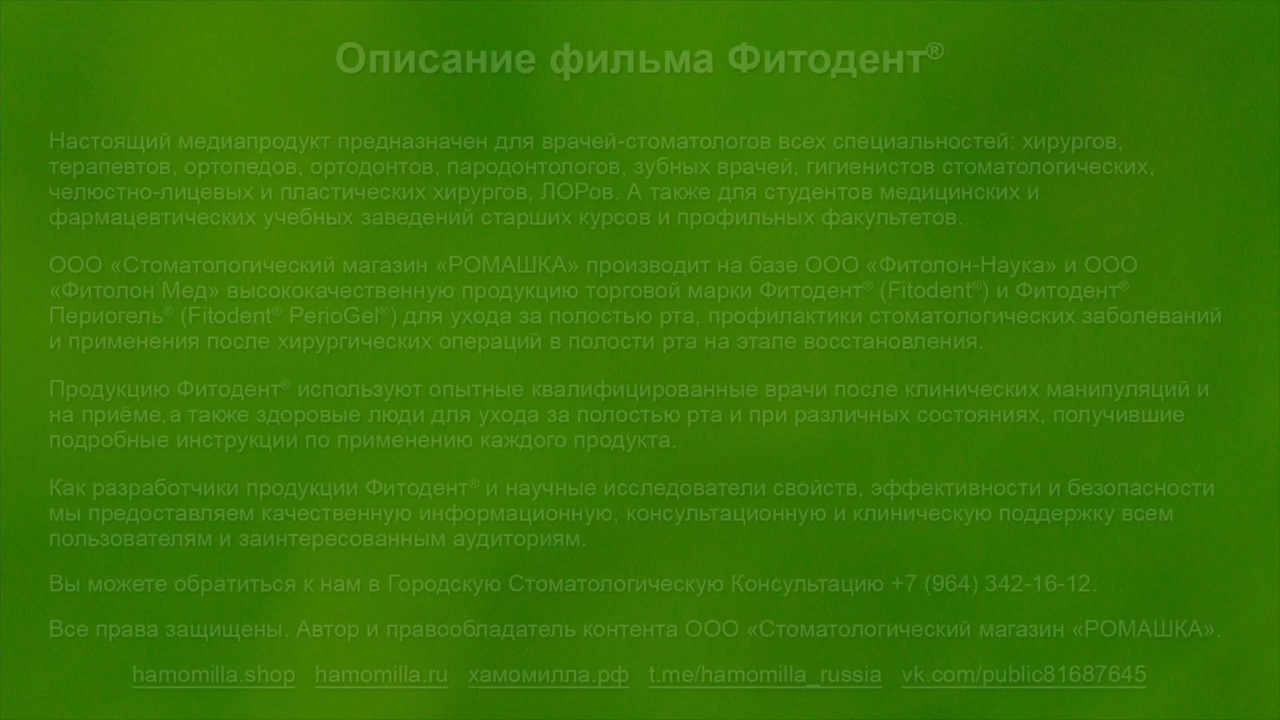 Описание фильма Фитодент®
Настоящий медиапродукт предназначен для врачей-стоматологов всех специальностей: хирургов,
терапевтов, ортопедов, ортодонтов, пародонтологов, зубных врачей, гигиенистов стоматологических,
челюстно-лицевых и пластических хирургов, ЛОРов. А также для студентов медицинских и
фармацевтических учебных заведений старших курсов и профильных факультетов.
ООО «Стоматологический магазин «РОМАШКА» производит на базе ООО «Фитолон-Наука» и ООО
«Фитолон Мед» высококачественную продукцию торговой марки Фитодент® (Fitodent®) и Фитодент®
Периогель® (Fitodent® PerioGel®) для ухода за полостью рта, профилактики стоматологических заболеваний
и применения после хирургических операций в полости рта на этапе восстановления.
Продукцию Фитодент® используют опытные квалифицированные врачи после клинических манипуляций и
на приёме, а также здоровые люди для ухода за полостью рта и при различных состояниях, получившие
подробные инструкции по применению каждого продукта.
Как разработчики продукции Фитодент® и научные исследователи свойств, эффективности и безопасности
мы предоставляем качественную информационную, консультационную и клиническую поддержку всем
пользователям и заинтересованным аудиториям.
Вы можете обратиться к нам в Городскую Стоматологическую Консультацию +7 (964) 342-16-12.
Все права защищены. Автор и правообладатель контента ООО «Стоматологический магазин «РОМАШКА».
hamomilla.shop hamomilla.ru хамомилла.рф t.me/hamomilla_russia vk.com/public81687645